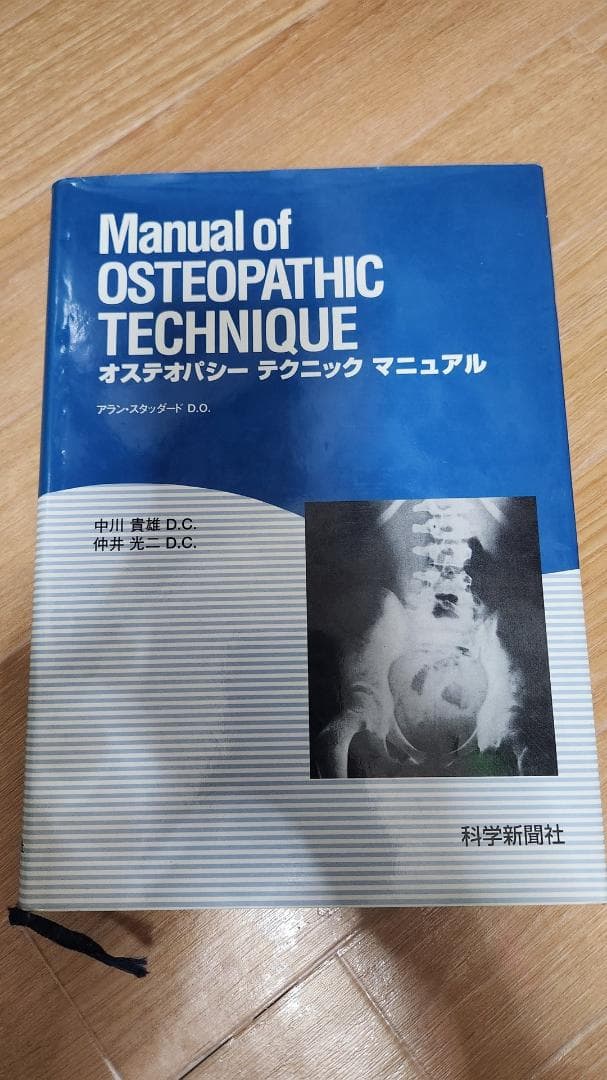 Manual of
OSTEOPATHIC
TECHNIQUE
オステオパシー テクニック マニュアル
アラン・スタッダード D.O.
中川 貴雄 D.C.
仲井 光二 D.C.
科学新聞社